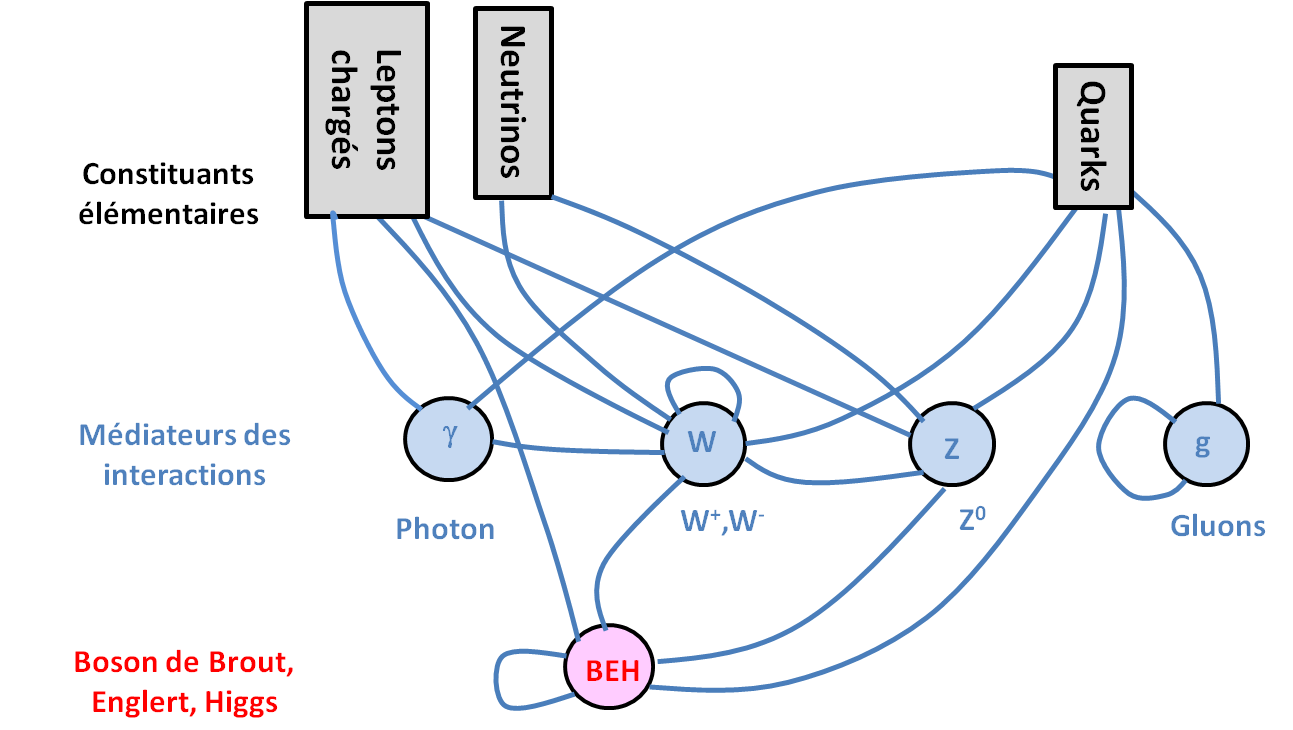 Leptons
chargés
Neutrinos
Quarks
Constituants
élémentaires
γ
W
Z
g
Médiateurs des
interactions
Photon
W⁺,W⁻
Z⁰
Gluons
BEH
Boson de Brout,
Englert, Higgs